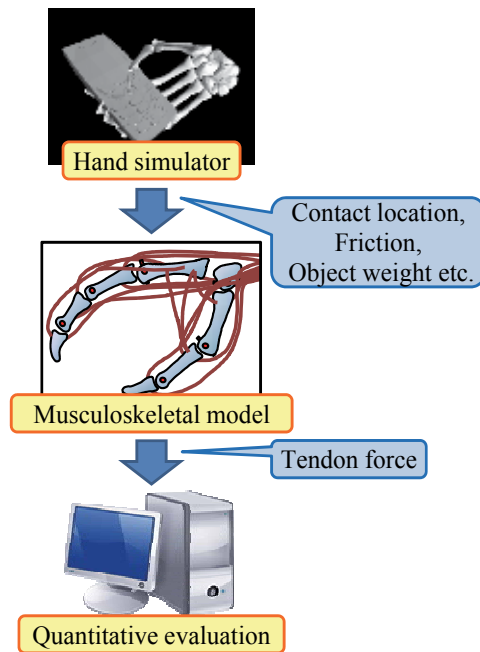 Hand simulator
Contact location,
Friction,
Object weight etc.
Musculoskeletal model
Tendon force
Quantitative evaluation